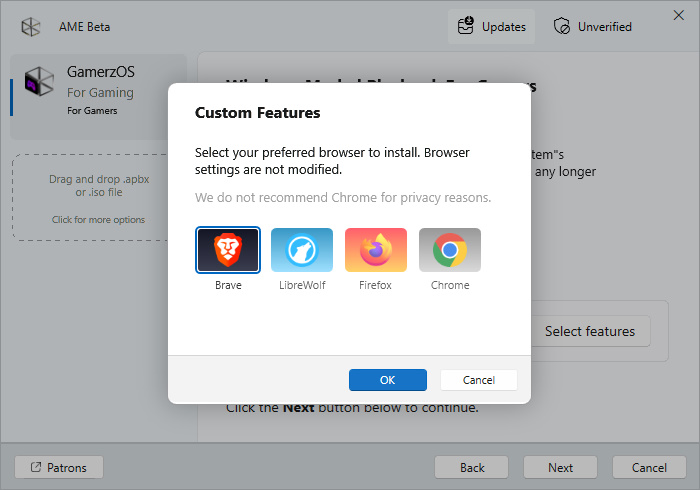 AME Beta
Updates
Unverified
GamerzOS
For Gaming
For Gamers
Drag and drop .apbx
or .iso file
Click for more options
Custom Features
Select your preferred browser to install. Browser
settings are not modified.
We do not recommend Chrome for privacy reasons.
Brave
LibreWolf
Firefox
Chrome
OK
Cancel
tem"s
any longer
Select features
Click the Next button below to continue.
Patrons
Back
Next
Cancel